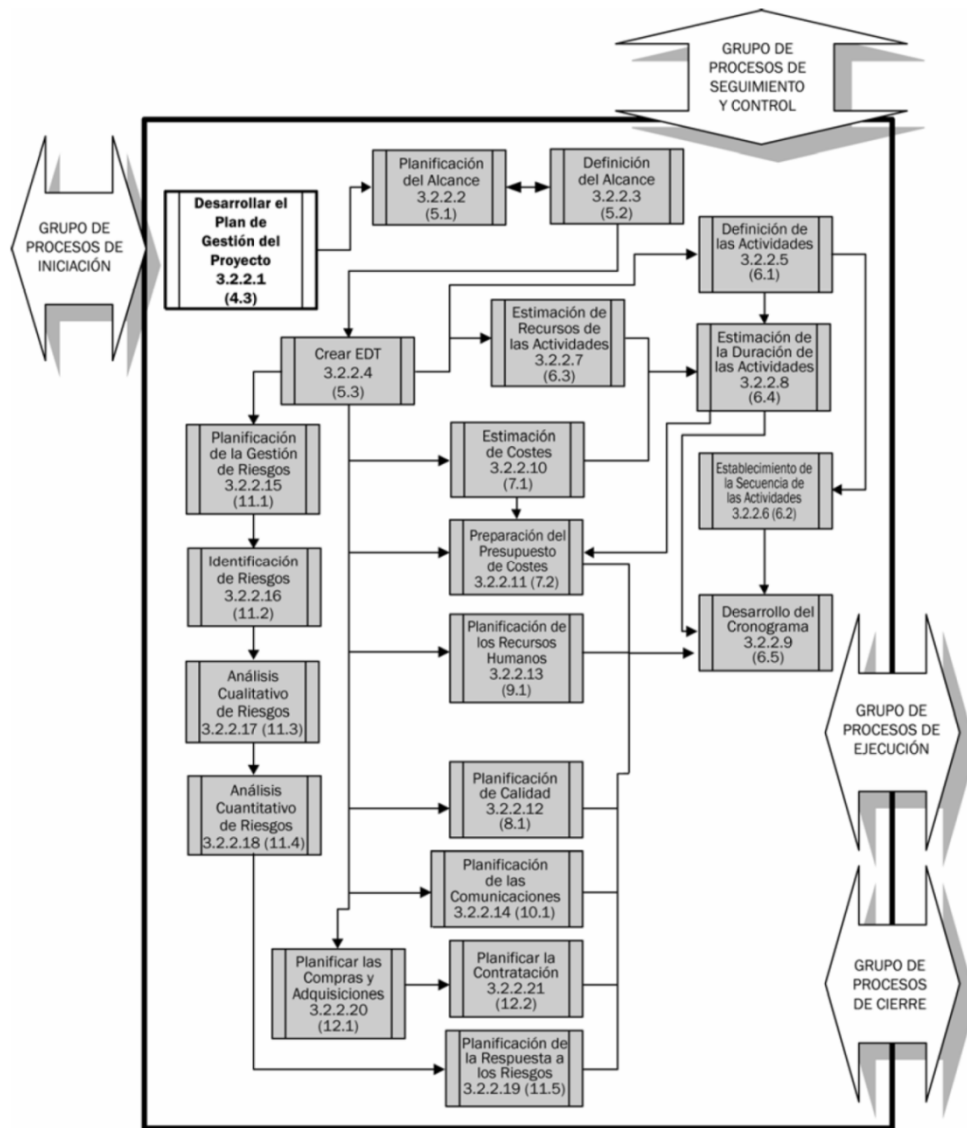 GRUPO DE
PROCESOS DE
SEGUIMIENTO
Y CONTROL
GRUPO DE
PROCESOS DE
INICIACIÓN
Desarrollar el
Plan de
Gestión del
Proyecto
3.2.2.1
(4.3)
Planificación
del Alcance
3.2.2.2
(5.1)
Definición
del Alcance
3.2.2.3
(5.2)
Definición de
las Actividades
3.2.2.5
(6.1)
Crear EDT
3.2.2.4
(5.3)
Estimación de
Recursos de
las Actividades
3.2.2.7
(6.3)
Estimación de
la Duración de
las Actividades
3.2.2.8
(6.4)
Planificación
de la Gestión
de Riesgos
3.2.2.15
(11.1)
Estimación
de Costes
3.2.2.10
(7.1)
Establecimiento de
la Secuencia de
las Actividades
3.2.2.6 (6.2)
Identificación
de Riesgos
3.2.2.16
(11.2)
Preparación del
Presupuesto
de Costes
3.2.2.11 (7.2)
Planificación de
los Recursos
Humanos
3.2.2.13
(9.1)
Desarrollo del
Cronograma
3.2.2.9
(6.5)
Análisis
Cualitativo
de Riesgos
3.2.2.17 (11.3)
Análisis
Cuantitativo
de Riesgos
3.2.2.18 (11.4)
Planificación
de Calidad
3.2.2.12
(8.1)
GRUPO DE
PROCESOS DE
EJECUCIÓN
Planificación
de las
Comunicaciones
3.2.2.14 (10.1)
Planificar las
Compras y
Adquisiciones
3.2.2.20
(12.1)
Planificar la
Contratación
3.2.2.21
(12.2)
GRUPO DE
PROCESOS
DE CIERRE
Planificación de
la Respuesta a
los Riesgos
3.2.2.19 (11.5)